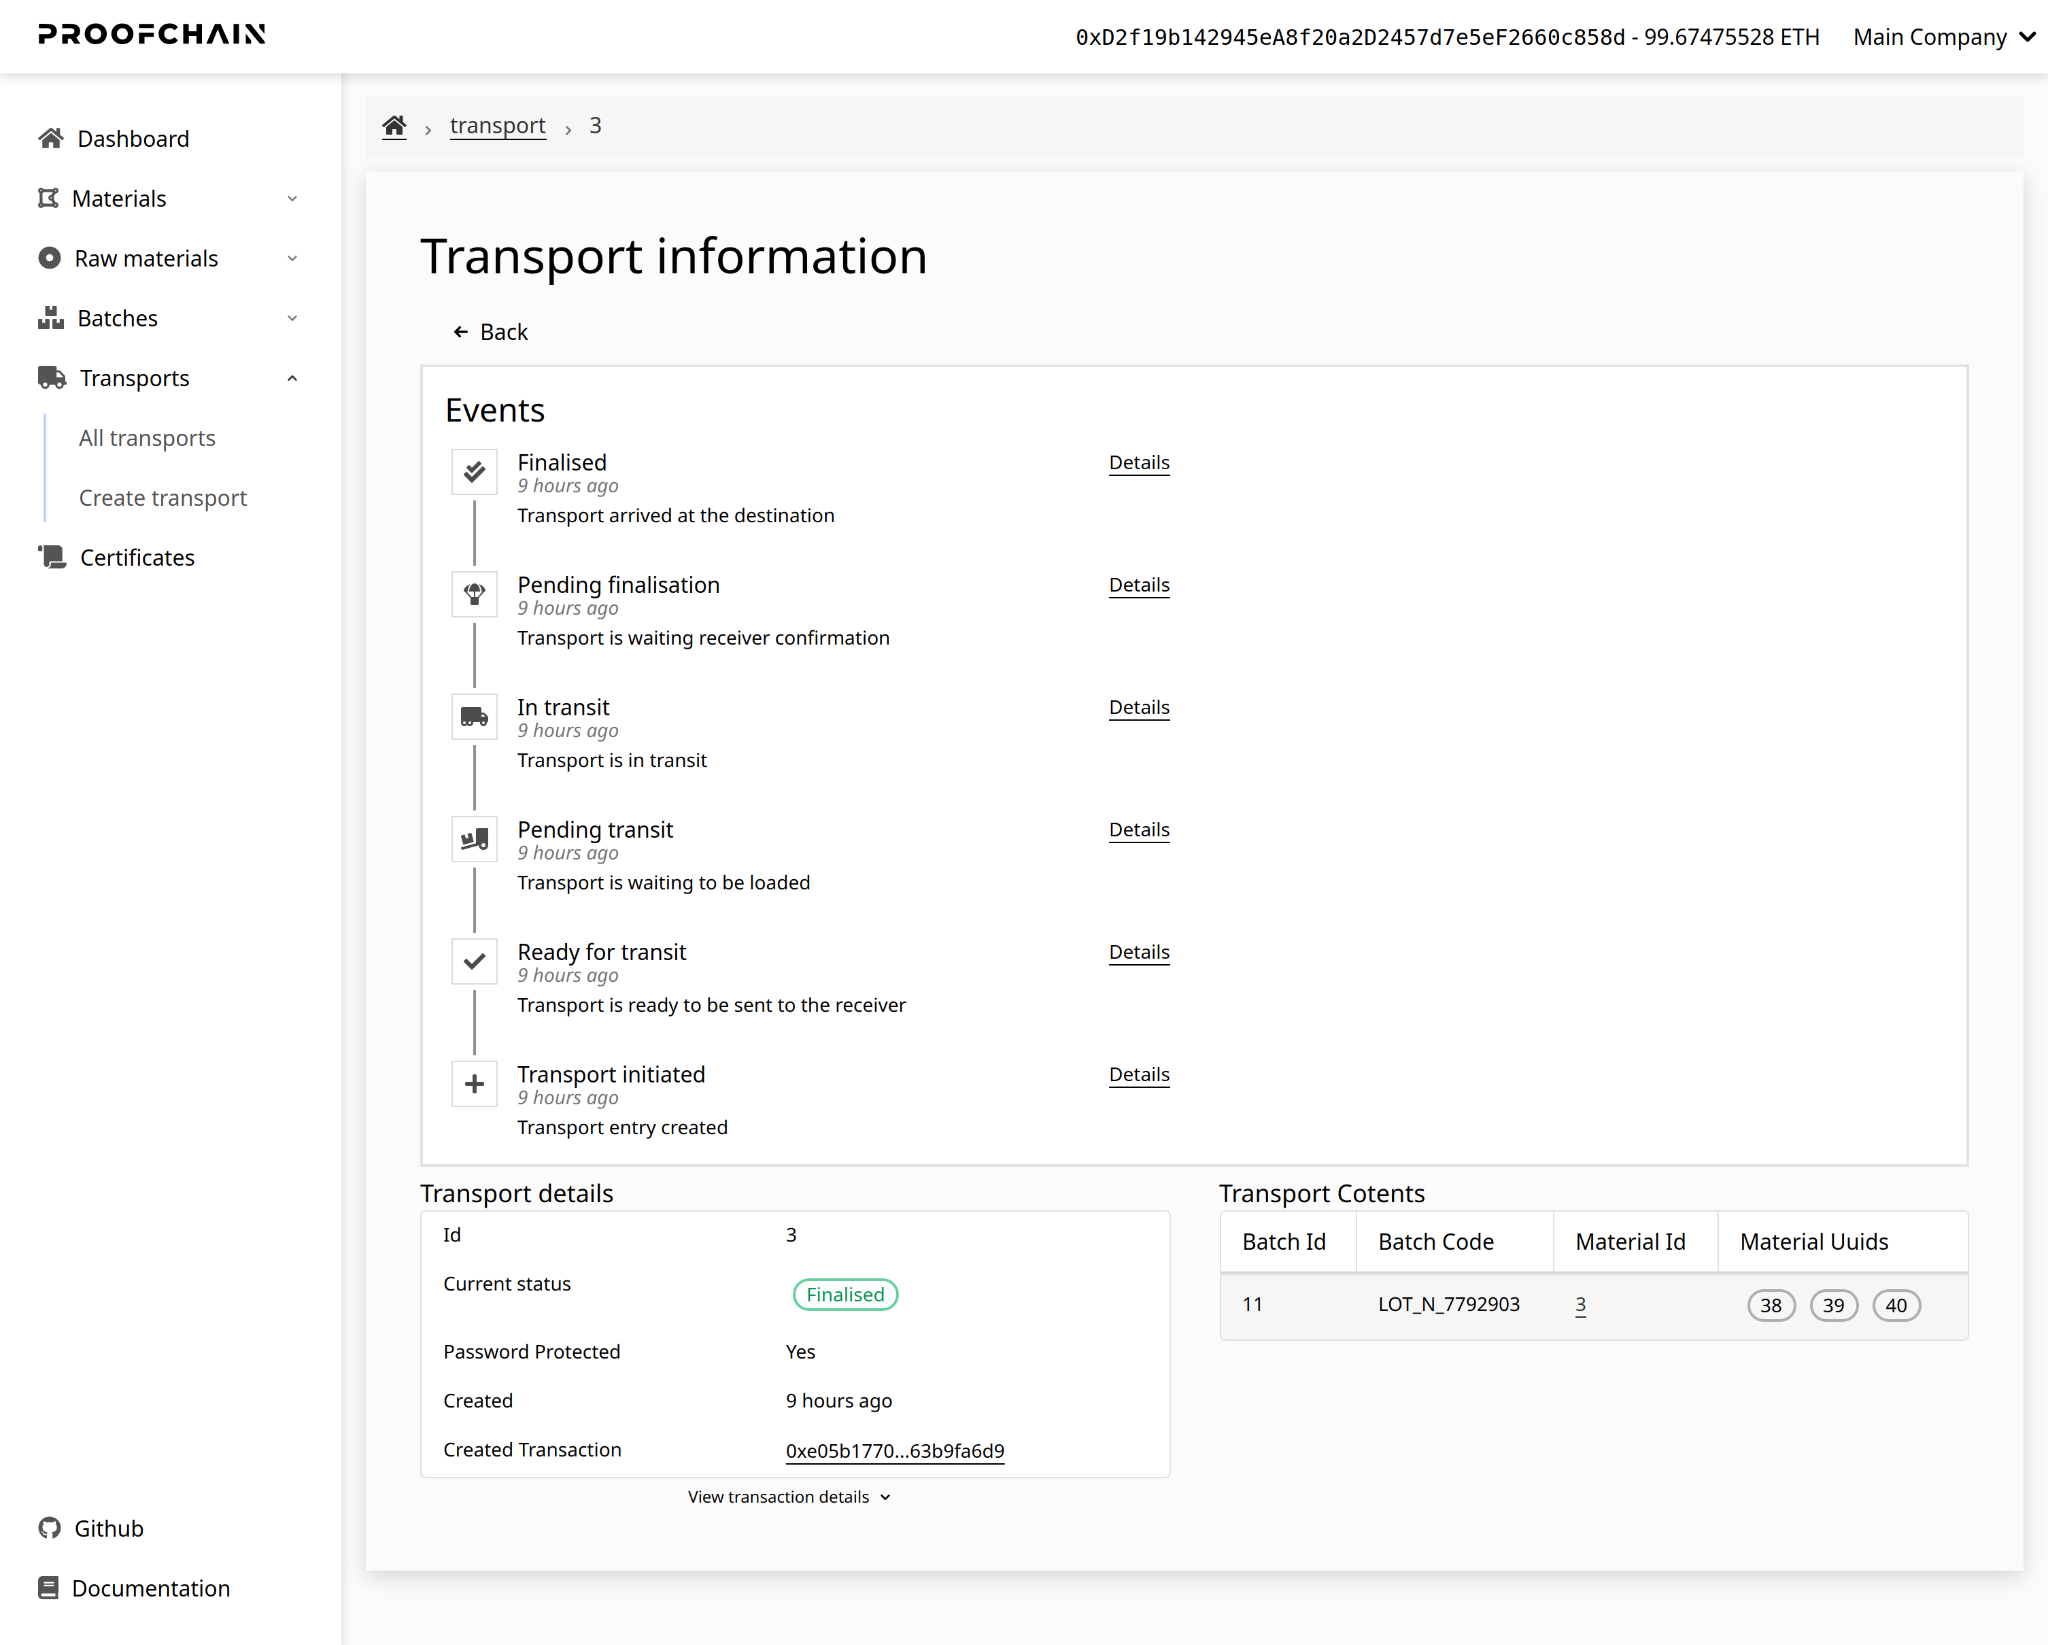 PROOFCHAIN
0xD2f19b142945eA8f20a2D2457d7e5eF2660c858d - 99.67475528 ETH
Main Company
Dashboard
Materials
Raw materials
Batches
Transports
All transports
Create transport
Certificates
Github
Documentation
transport
3
Transport information
Back
Events
Finalised
Details
9 hours ago
Transport arrived at the destination
Pending finalisation
Details
9 hours ago
Transport is waiting receiver confirmation
In transit
Details
9 hours ago
Transport is in transit
Pending transit
Details
9 hours ago
Transport is waiting to be loaded
Ready for transit
Details
9 hours ago
Transport is ready to be sent to the receiver
Transport initiated
Details
9 hours ago
Transport entry created
Transport details
Id 3
Current status Finalised
Password Protected Yes
Created 9 hours ago
Created Transaction 0xe05b1770...63b9fa6d9
View transaction details
Transport Cotents
Batch Id Batch Code Material Id Material Uuids
11 LOT_N_7792903 3 38 39 40